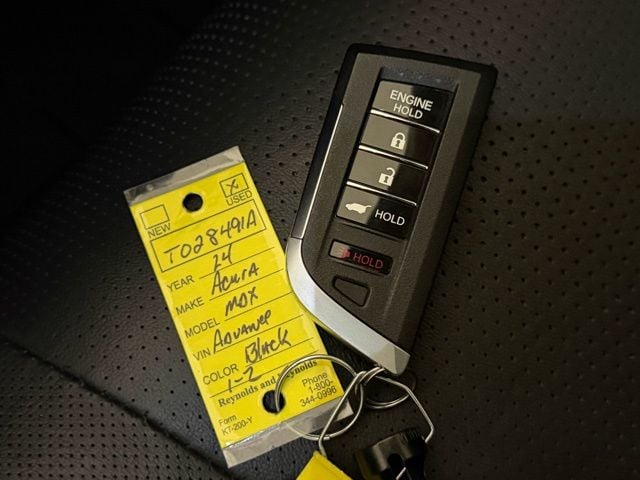 NEW
X
USED
T028491A
YEAR 24
MAKE Acura
MODEL MDX
VIN Advance
COLOR Black
1-2
Reynolds and Reynolds
Form
KT-200-Y
Phone
1-800-
344-0996
ENGINE
HOLD
HOLD
HOLD